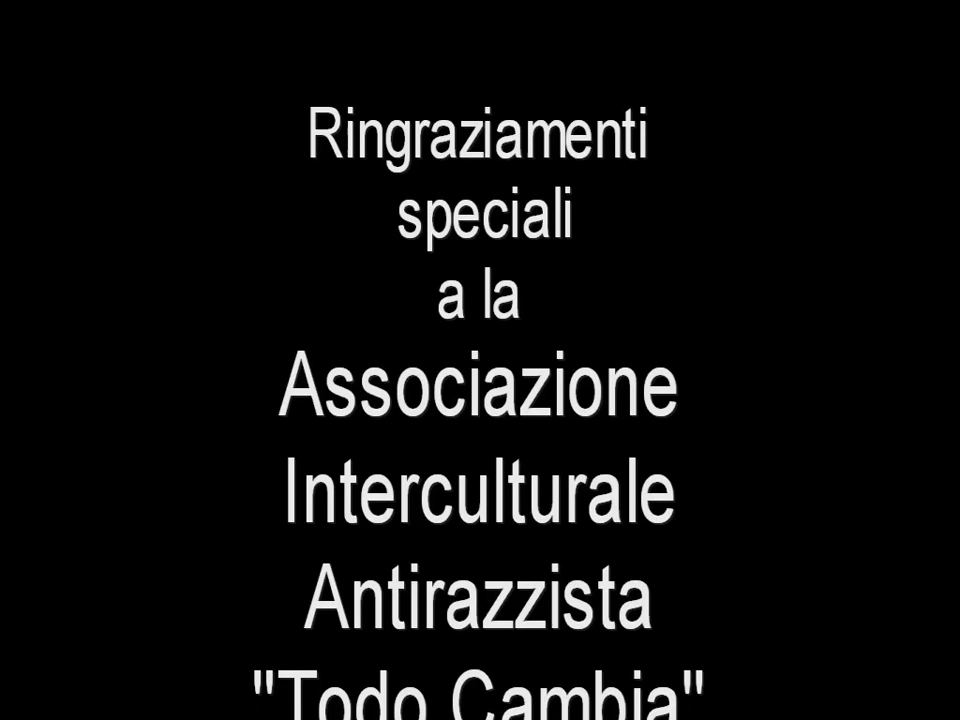 Ringraziamenti
speciali
a la
Associazione
Interculturale
Antirazzista
"Todo Cambia"